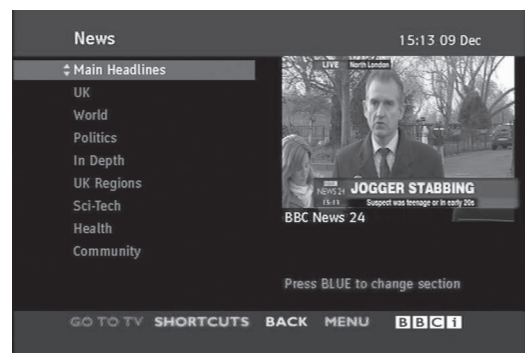 News
15:13 09 Dec
Main Headlines
UK
World
Politics
In Depth
UK Regions
Sci-Tech
Health
Community
LIVE North London
BBC
NEWS 24
15:13
JOGGER STABBING
Suspect was teenage or in early 20s
BBC News 24
Press BLUE to change section
GO TO TV SHORTCUTS BACK MENU BBCi